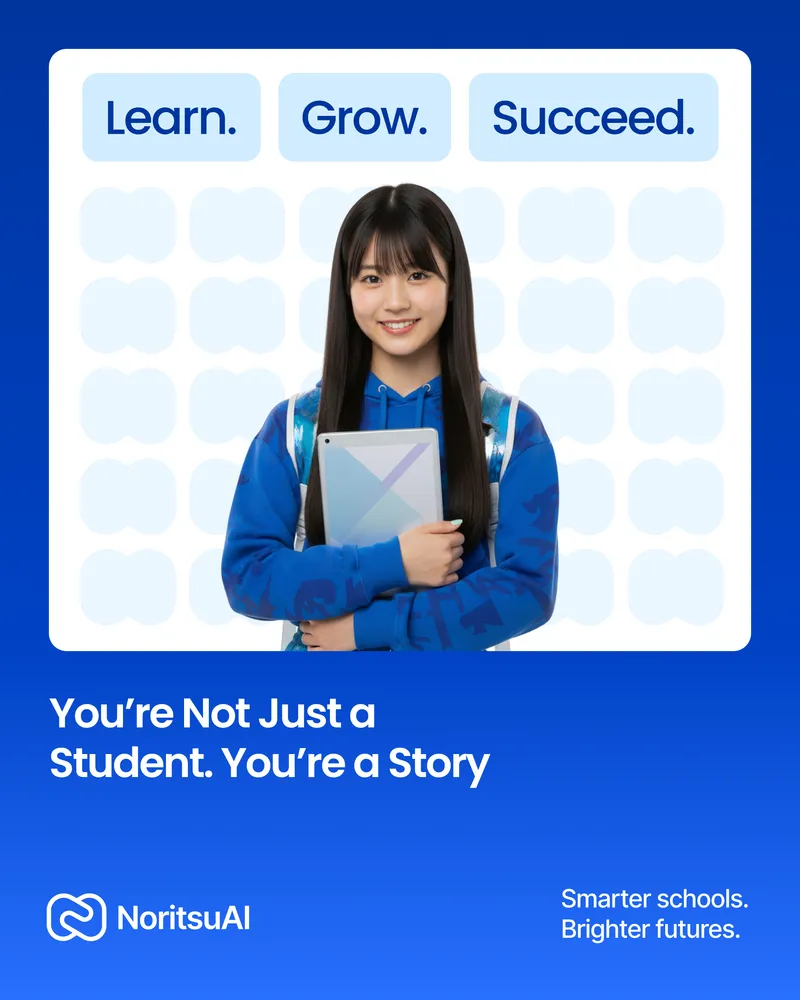 Learn. Grow. Succeed.
You’re Not Just a
Student. You’re a Story
NoritsuAI
Smarter schools.
Brighter futures.